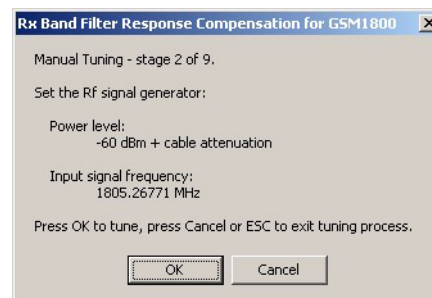 Rx Band Filter Response Compensation for GSM1800
Manual Tuning - stage 2 of 9.
Set the Rf signal generator:
Power level:
-60 dBm + cable attenuation
Input signal frequency:
1805.26771 MHz
Press OK to tune, press Cancel or ESC to exit tuning process.
OK
Cancel